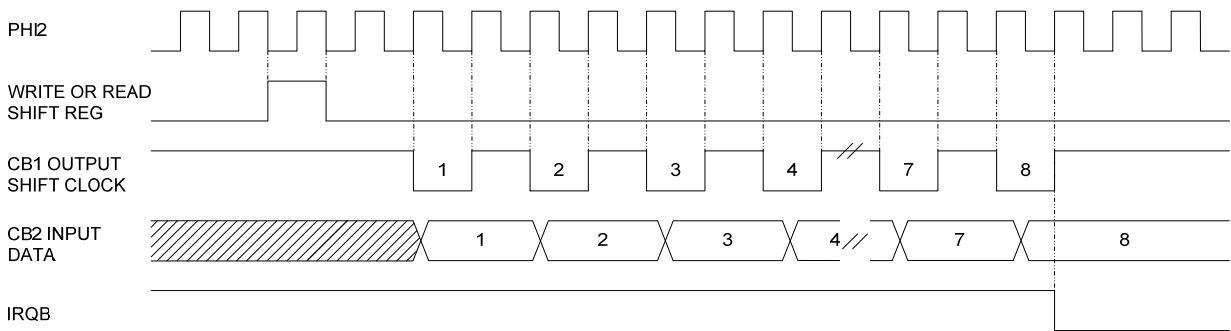 PHI2
WRITE OR READ
SHIFT REG
CB1 OUTPUT
SHIFT CLOCK
1 2 3 4 7 8
CB2 INPUT
DATA
1 2 3 4 7 8
IRQB